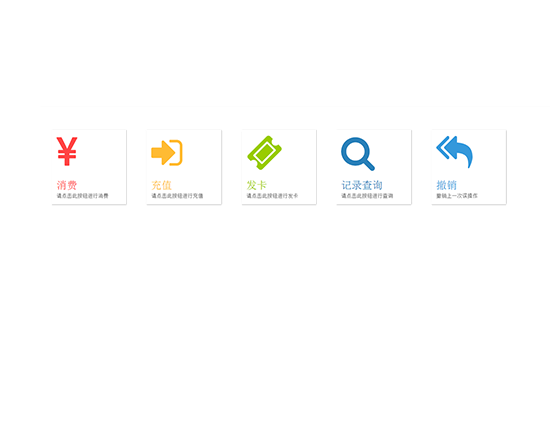 消费
请点击此按钮进行消费
充值
请点击此按钮进行充值
发卡
请点击此按钮进行发卡
记录查询
请点击此按钮进行查询
撤销
撤销上一次误操作